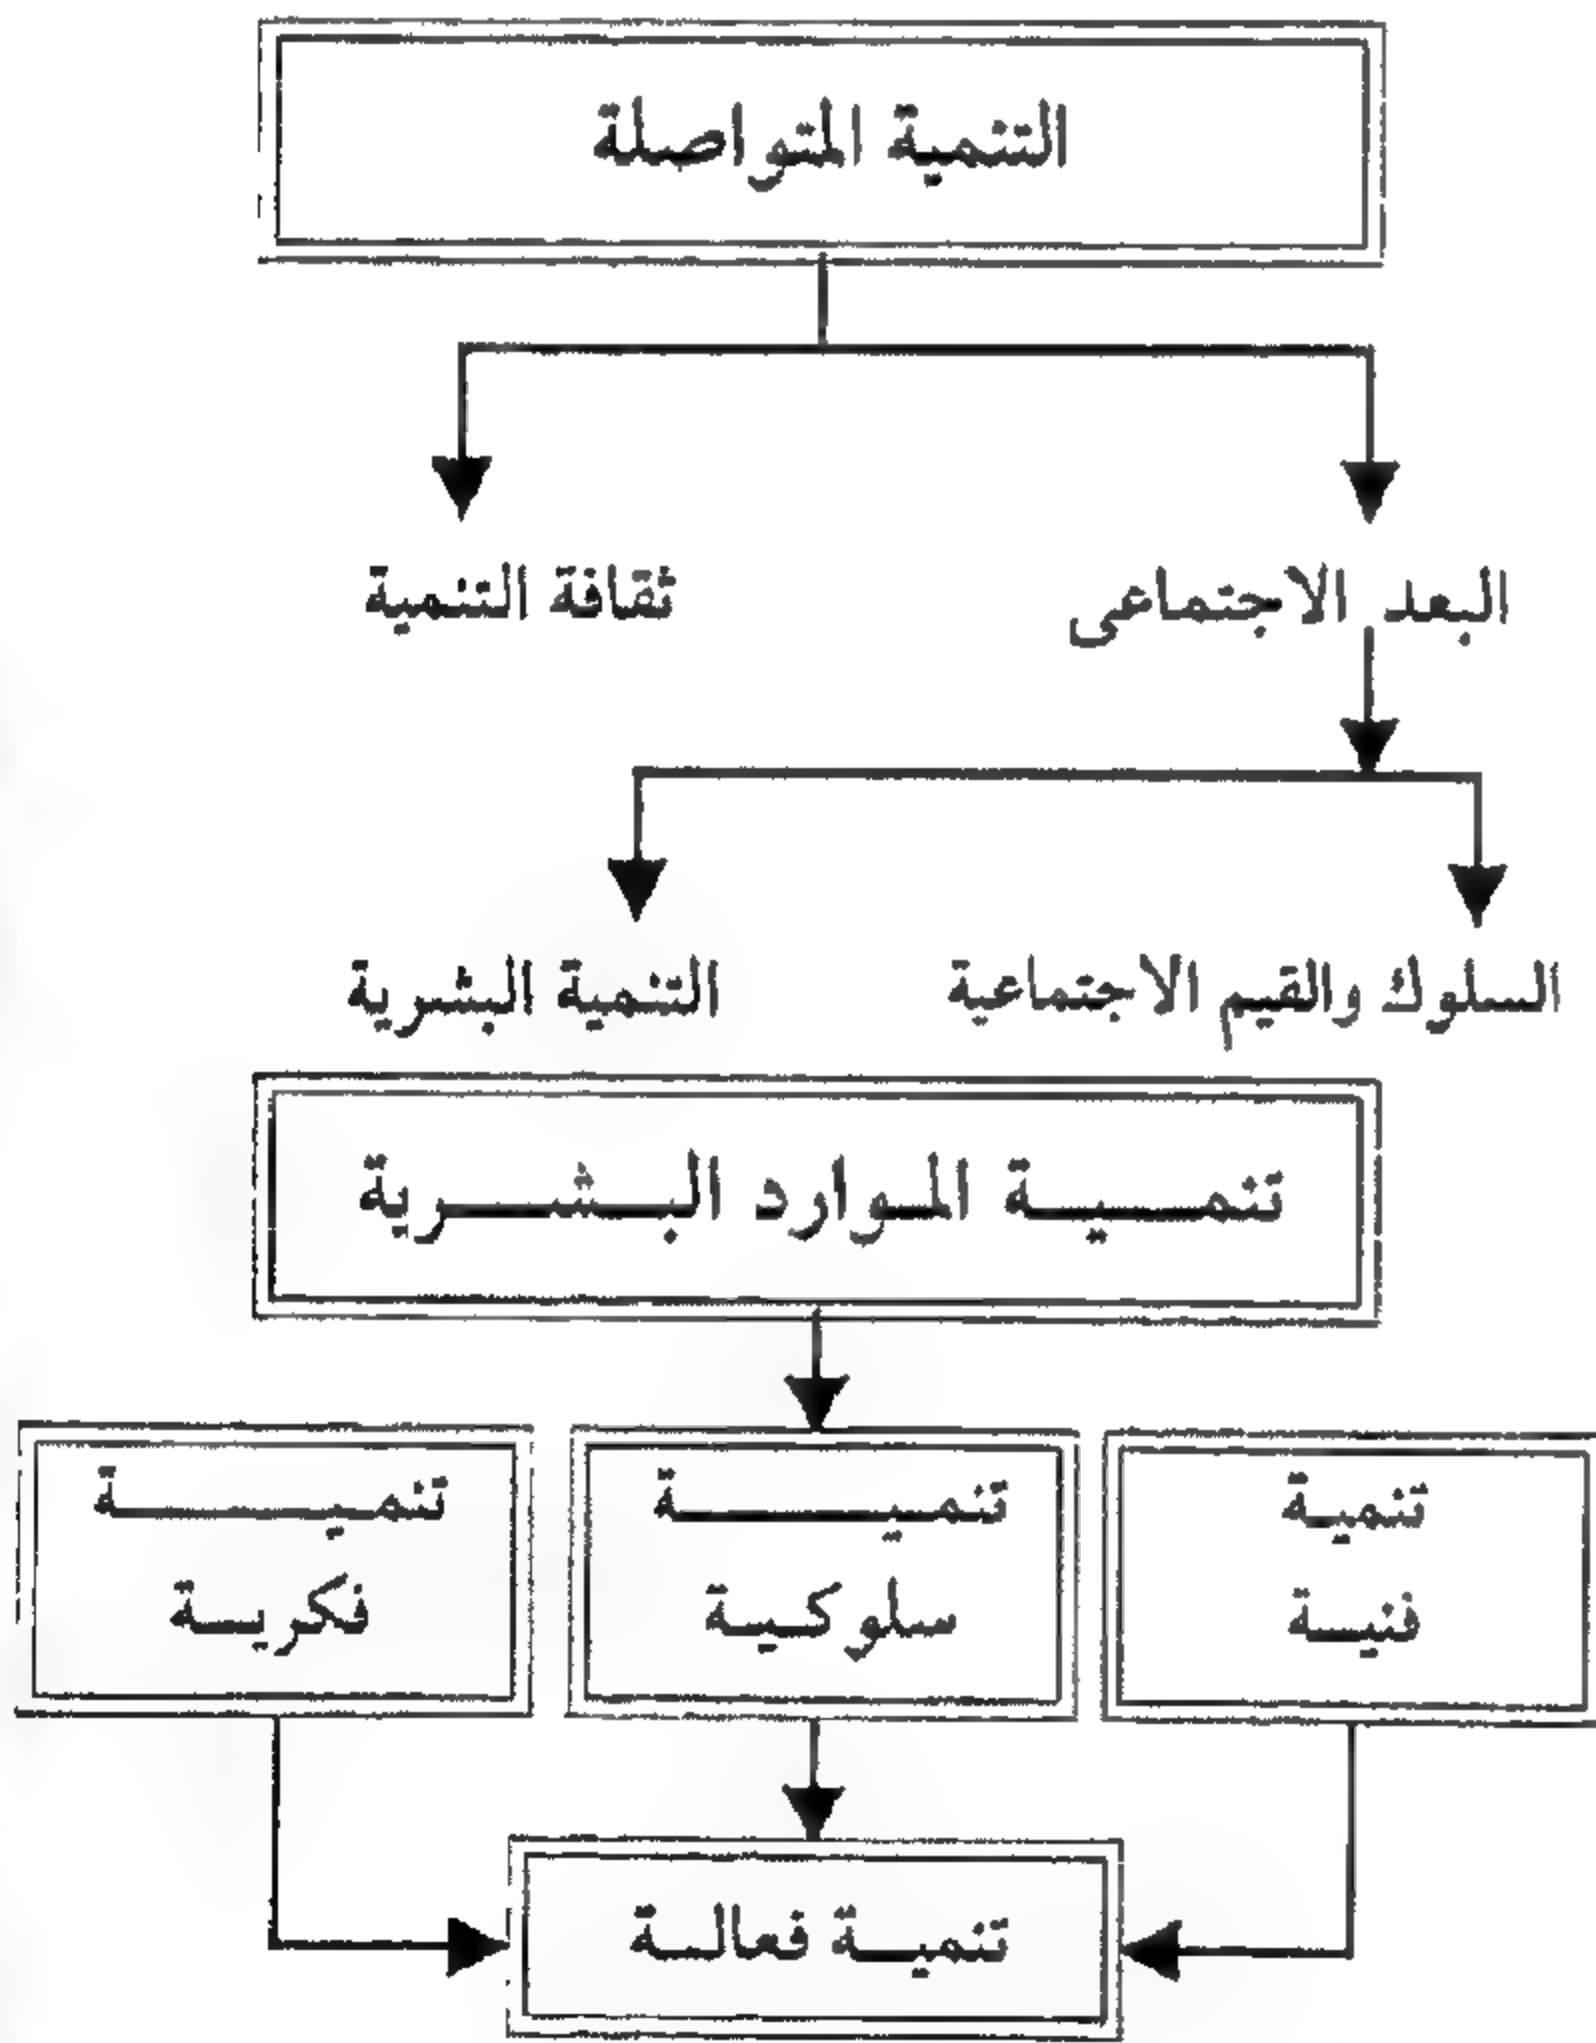 التنمية المتواصلة
البعد الاجتماعى
ثقافة التنمية
السلوك والقيم الاجتماعية
التنمية البشرية
تنمية الموارد البشرية
تنمية
فنية
تنمية
سلوكية
تنمية
فكرية
تنمية فعالة